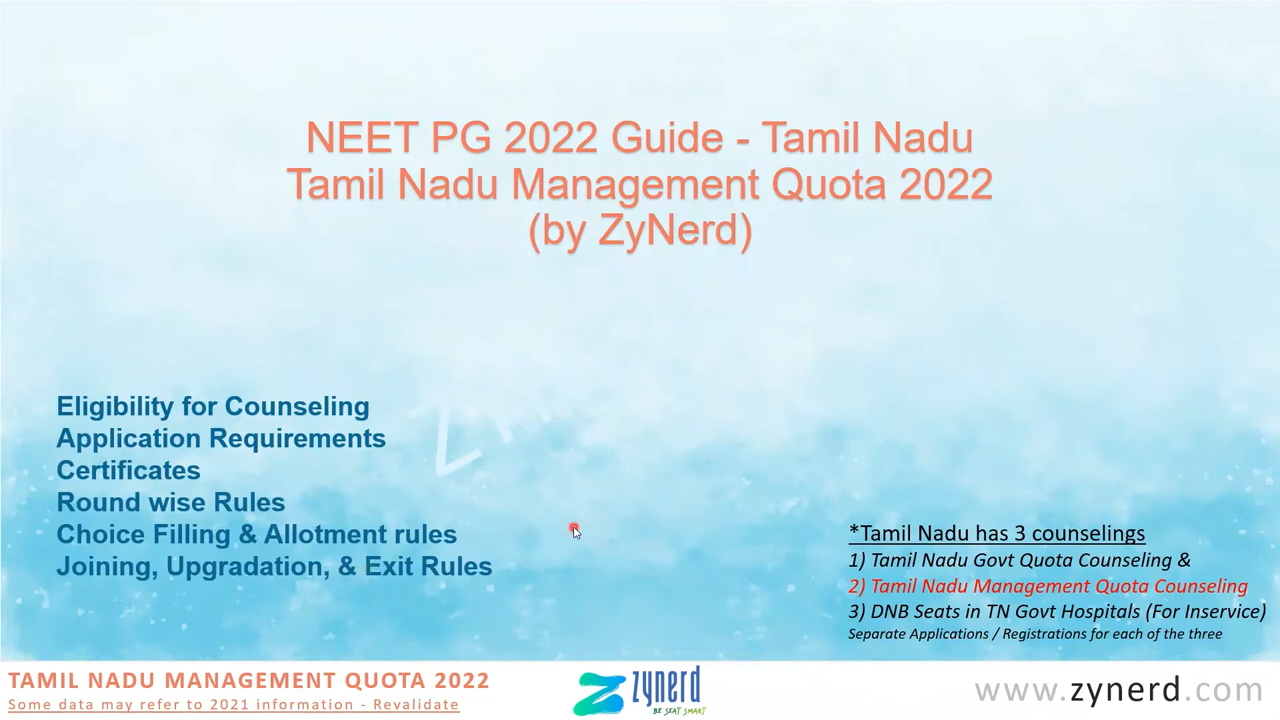 NEET PG 2022 Guide - Tamil Nadu
Tamil Nadu Management Quota 2022
(by ZyNerd)
Eligibility for Counseling
Application Requirements
Certificates
Round wise Rules
Choice Filling & Allotment rules
Joining, Upgradation, & Exit Rules
*Tamil Nadu has 3 counselings
1) Tamil Nadu Govt Quota Counseling &
2) Tamil Nadu Management Quota Counseling
3) DNB Seats in TN Govt Hospitals (For Inservice)
Separate Applications / Registrations for each of the three
TAMIL NADU MANAGEMENT QUOTA 2022
Some data may refer to 2021 information - Revalidate
zynerd
BE SEAT SMART
www.zynerd.com